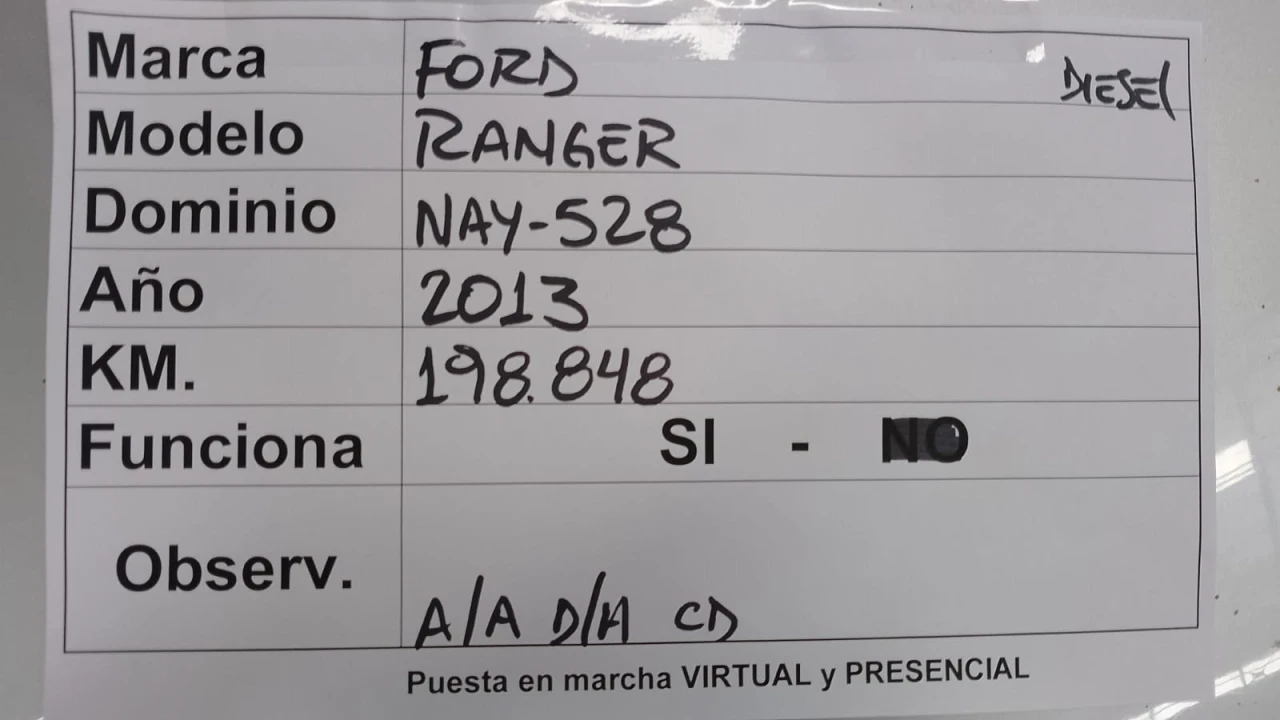 Marca FORD DIESEL
Modelo RANGER
Dominio NAY-528
Año 2013
KM. 198.848
Funciona SI - NO
Observ. A/A D/H CD
Puesta en marcha VIRTUAL y PRESENCIAL